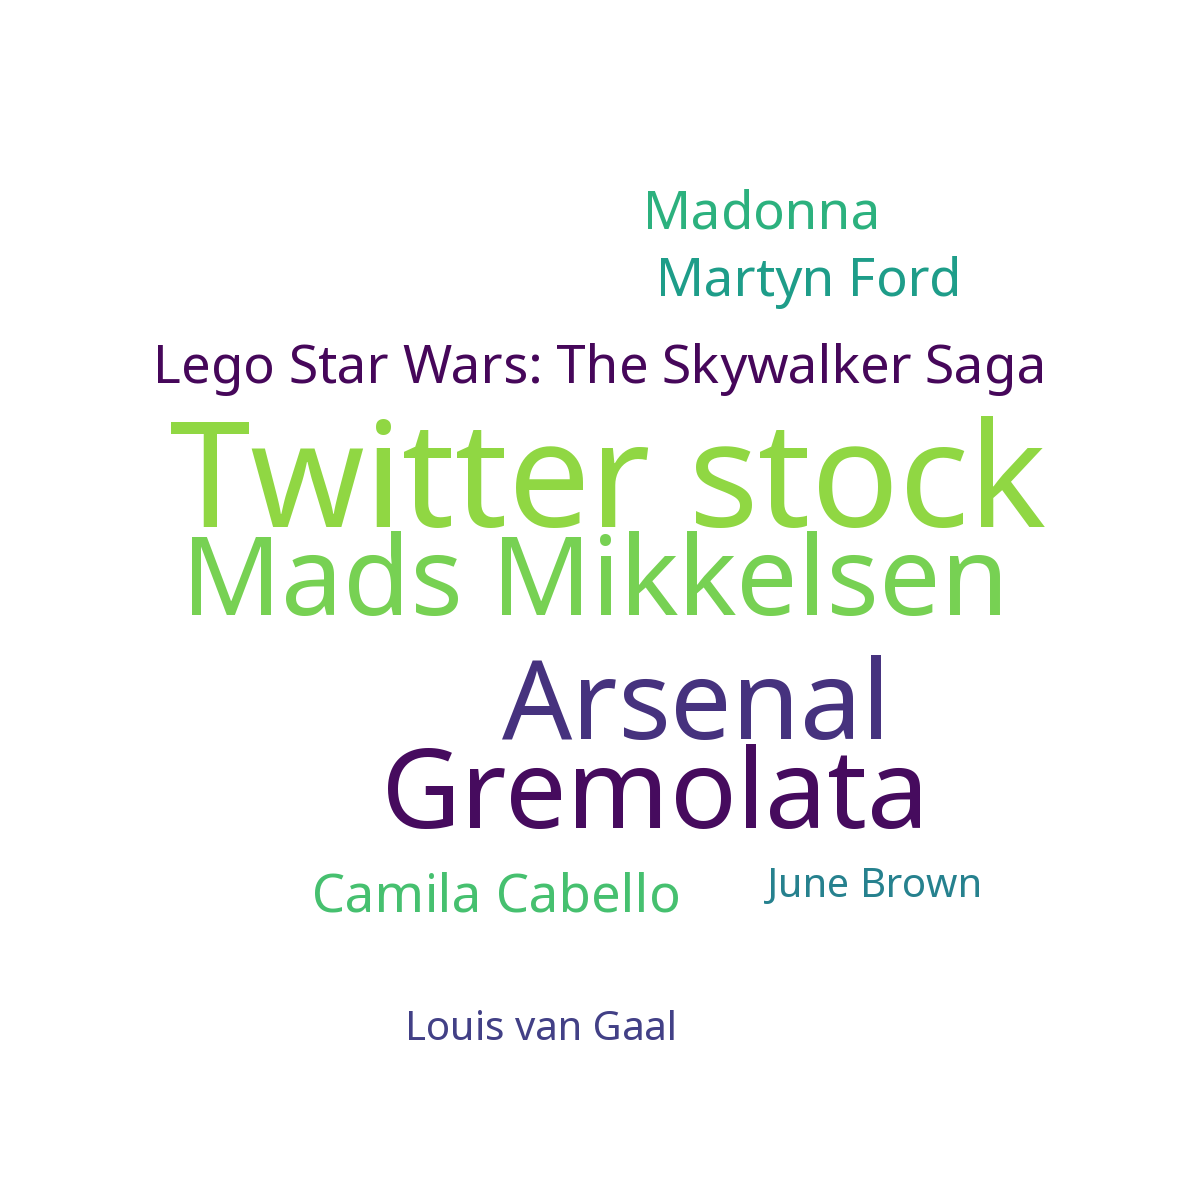 Madonna
Martyn Ford
Lego Star Wars: The Skywalker Saga
Twitter stock
Mads Mikkelsen
Arsenal
Gremolata
Camila Cabello
June Brown
Louis van Gaal